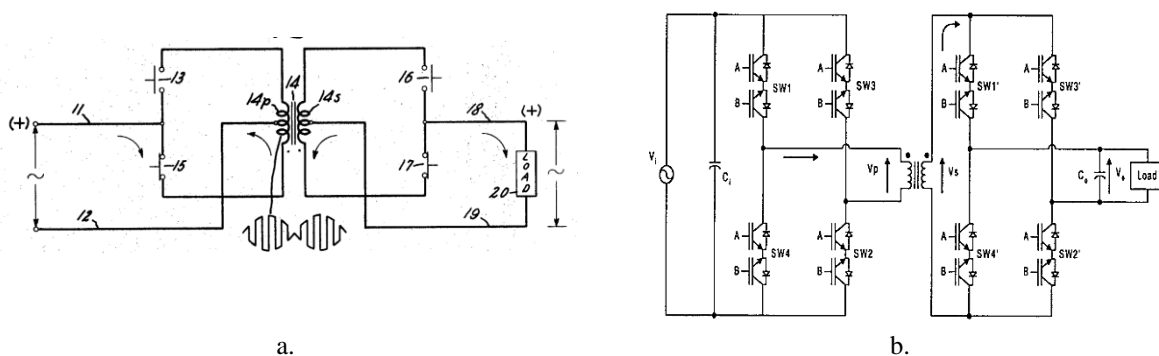 13
14
16
14p
14s
(+)
11
18
(+)
15
17
LOAD
20
12
19
a.
A
B
SW1
A
B
SW3
A
B
SW1'
A
B
SW3'
Vi
Ci
Vp
Vs
Co
Vo
Load
A
B
SW4
A
B
SW2
A
B
SW4'
A
B
SW2'
b.